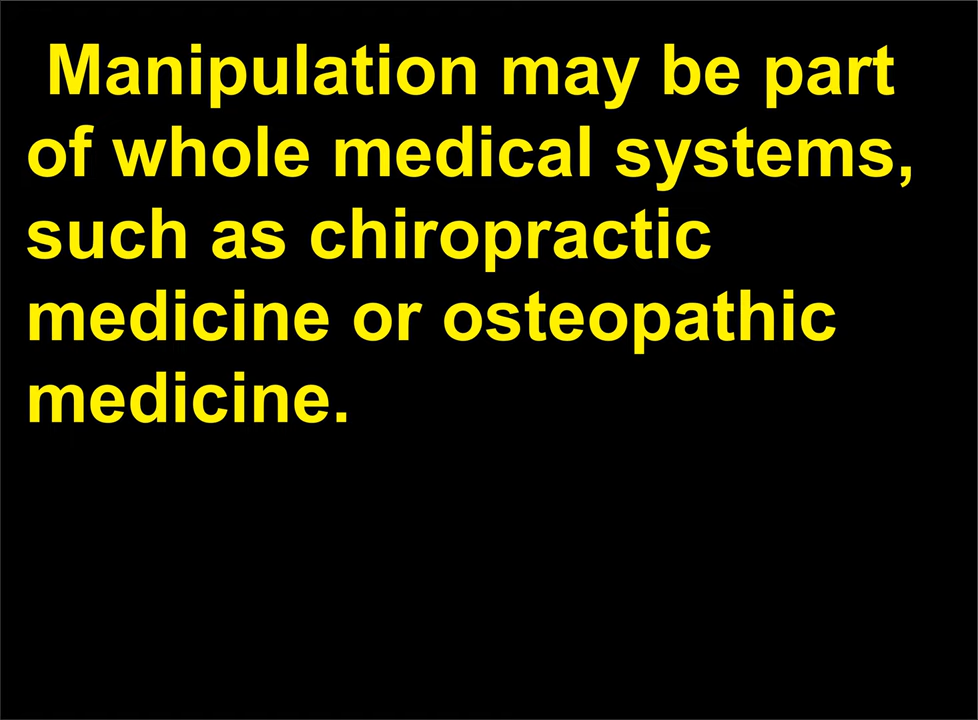 Manipulation may be part
of whole medical systems,
such as chiropractic
medicine or osteopathic
medicine.